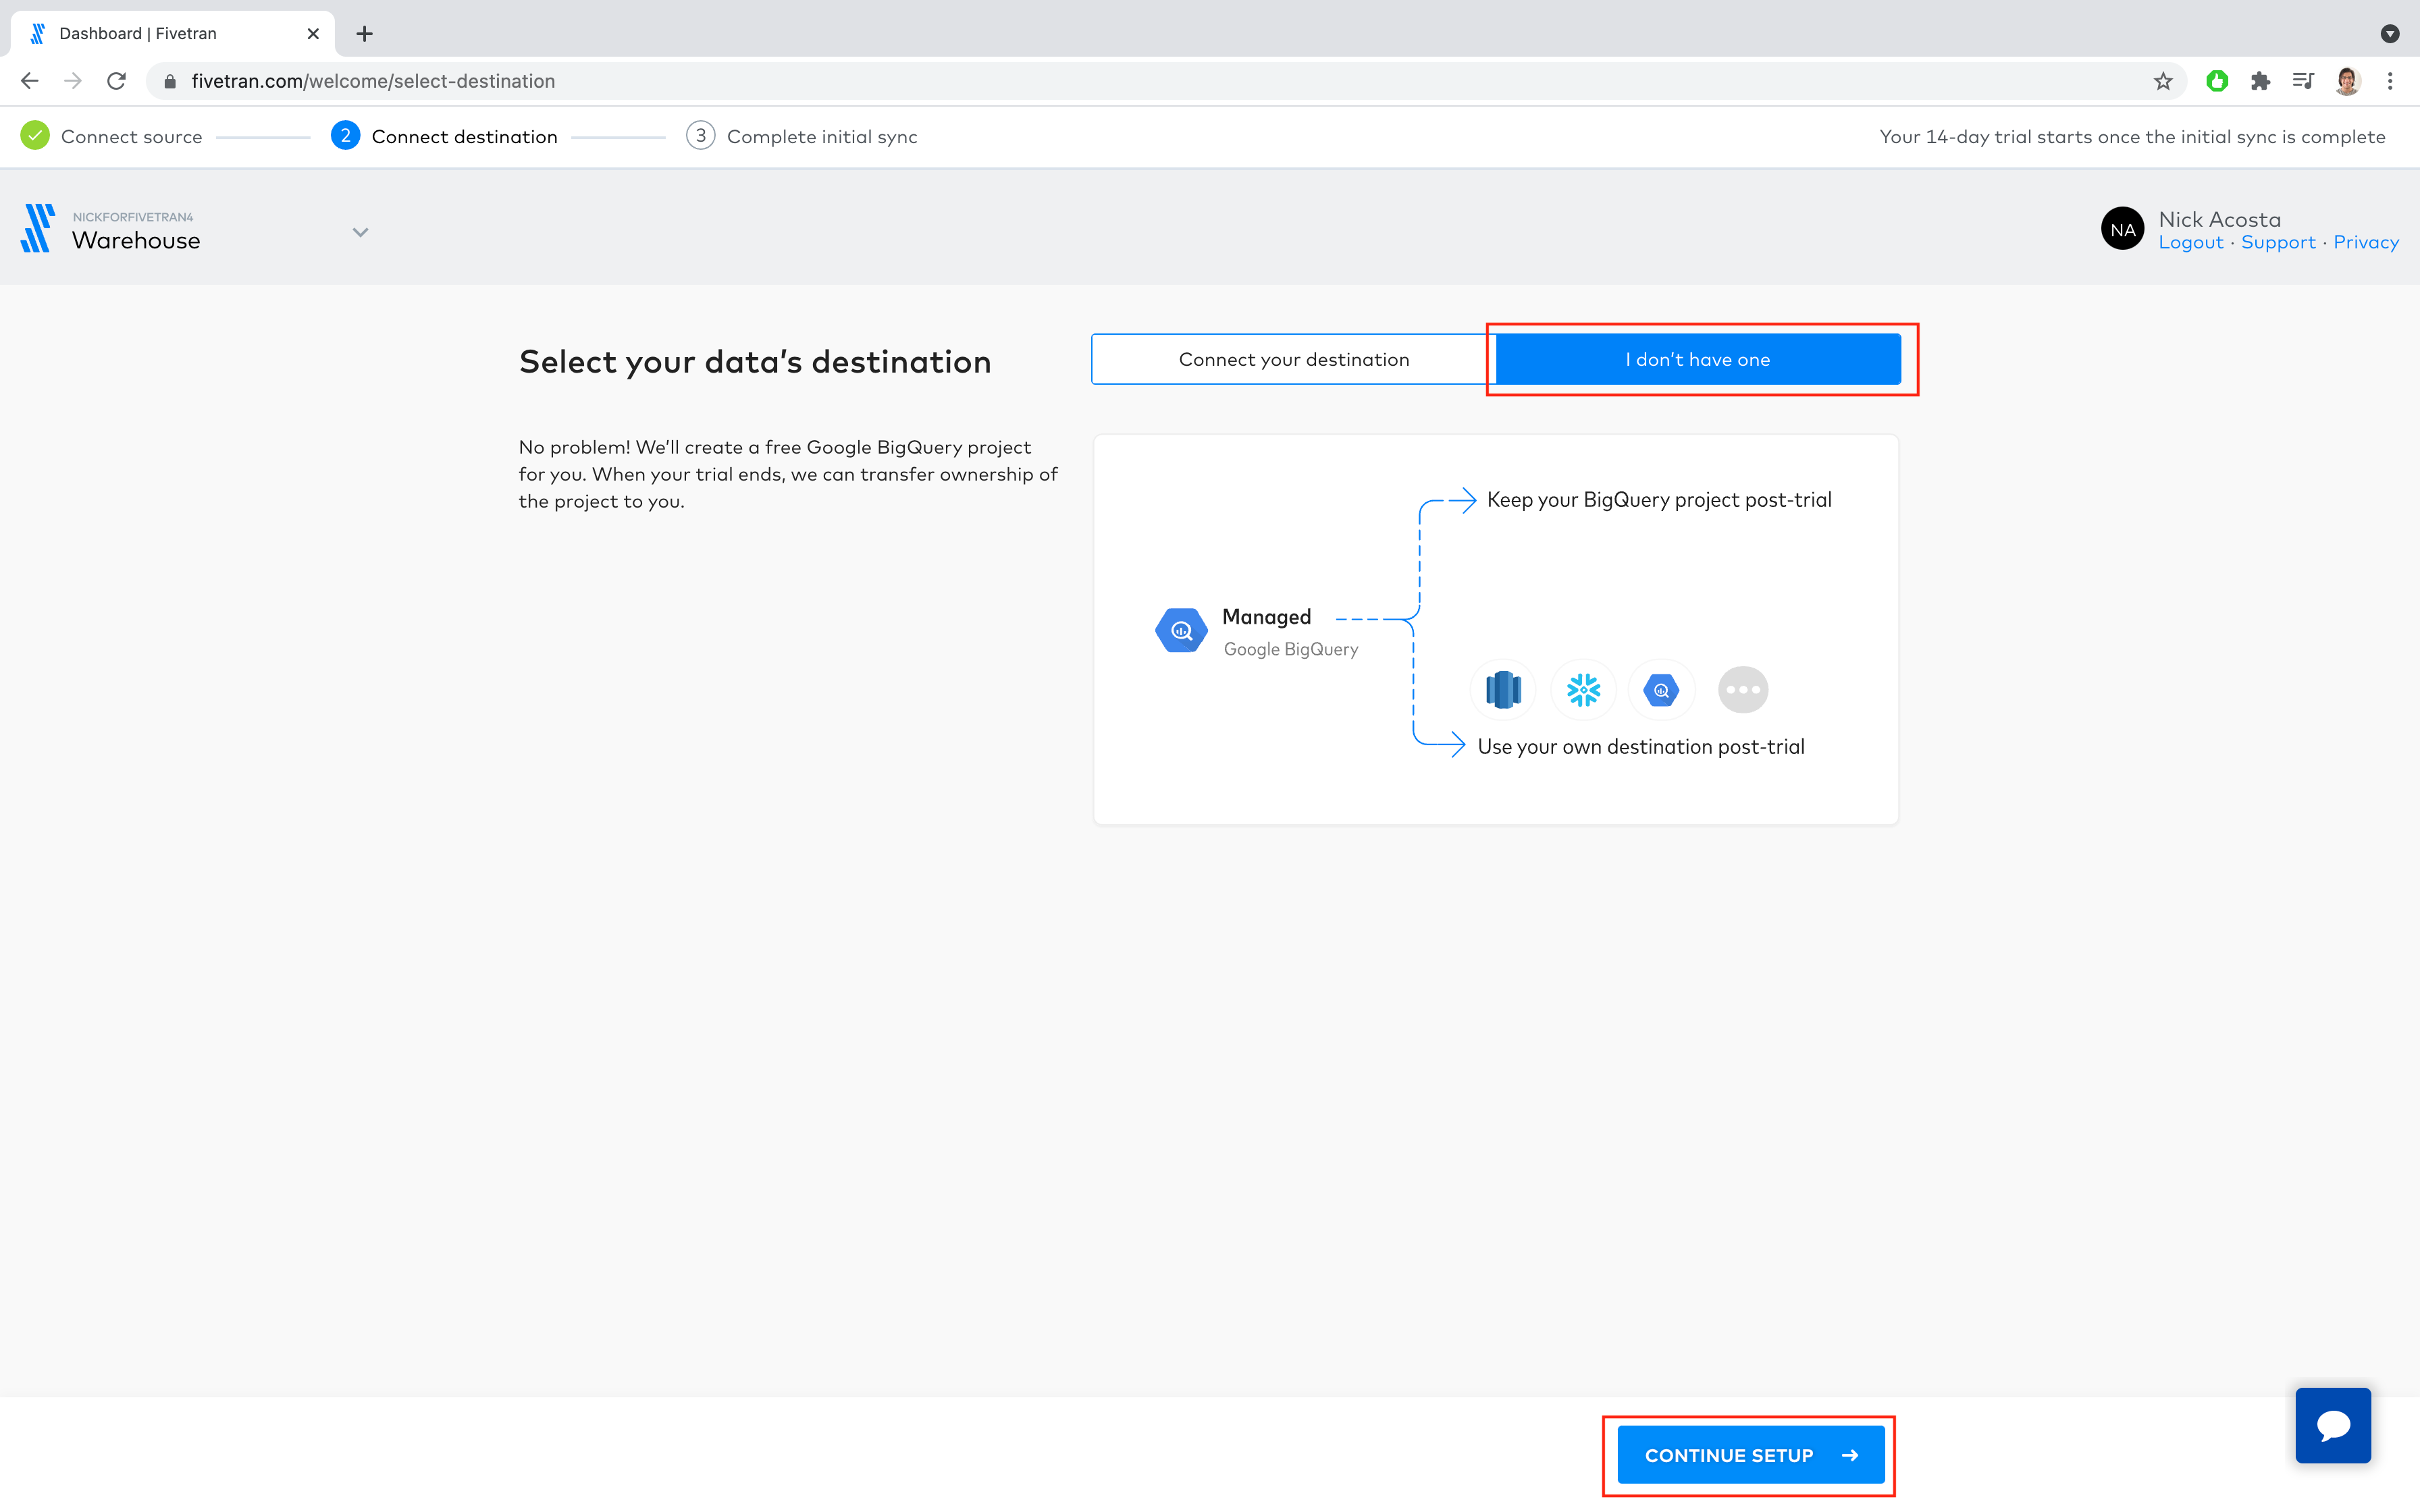 Dashboard | Fivetran
fivetran.com/welcome/select-destination
Connect source
2 Connect destination
3 Complete initial sync
Your 14-day trial starts once the initial sync is complete
NICKFORFIVETRAN4
Warehouse
NA
Nick Acosta
Logout · Support · Privacy
Select your data’s destination
Connect your destination
I don’t have one
No problem! We’ll create a free Google BigQuery project
for you. When your trial ends, we can transfer ownership of
the project to you.
Keep your BigQuery project post-trial
Managed
Google BigQuery
Use your own destination post-trial
CONTINUE SETUP